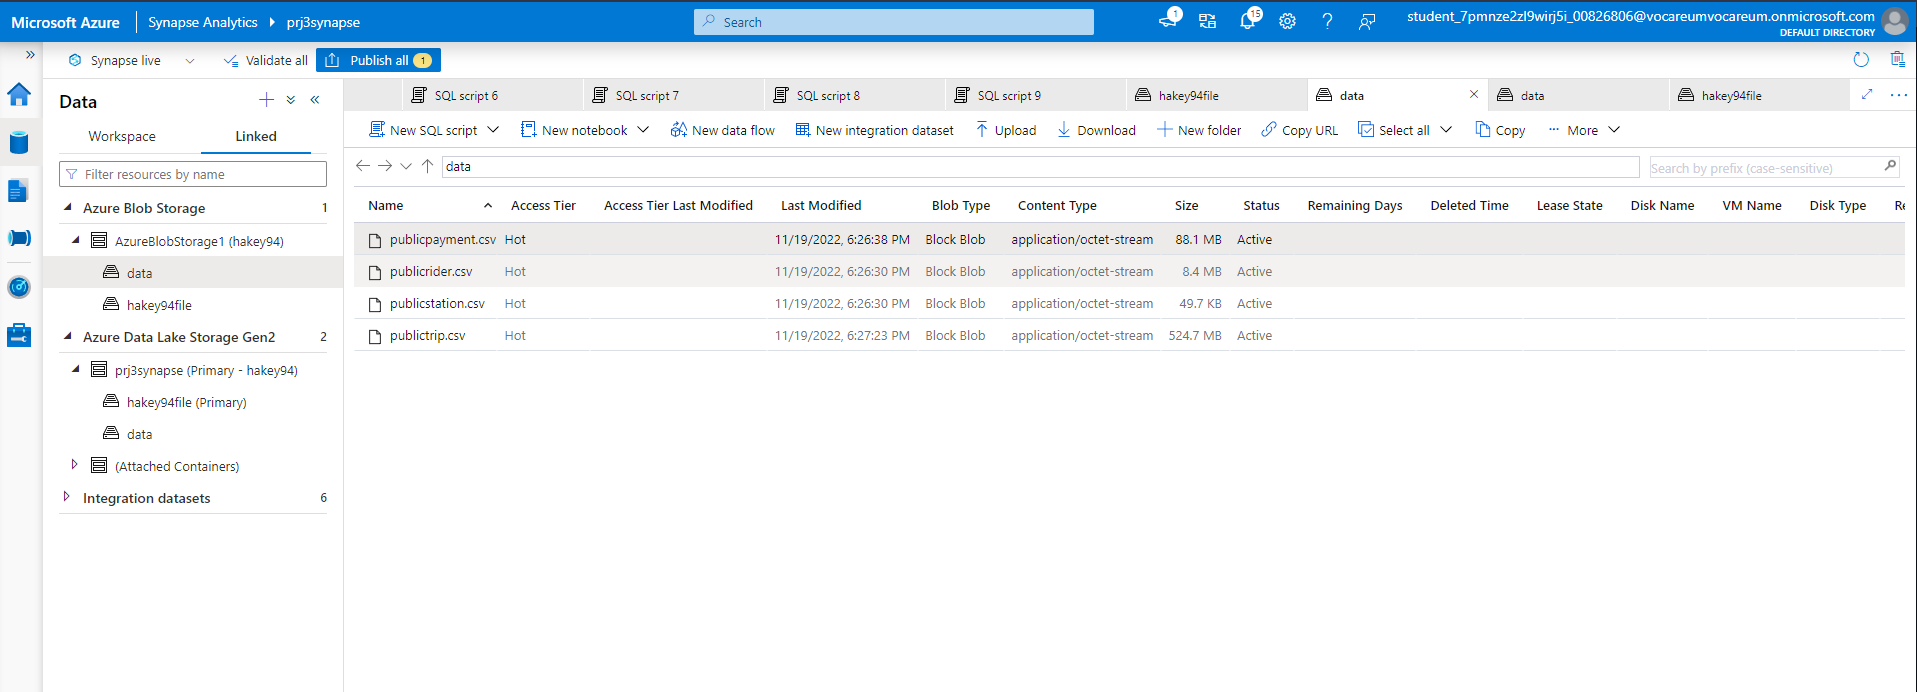 Microsoft Azure Synapse Analytics prj3synapse Search 1 15 student_7pmnze2zl9wirj5i_00826806@vocareumvocareum.onmicrosoft.com
DEFAULT DIRECTORY
Synapse live Validate all Publish all 1
Data
Workspace Linked
Filter resources by name
Azure Blob Storage 1
AzureBlobStorage1 (hakey94)
data
hakey94file
Azure Data Lake Storage Gen2 2
prj3synapse (Primary - hakey94)
hakey94file (Primary)
data
(Attached Containers)
Integration datasets 6
SQL script 6 SQL script 7 SQL script 8 SQL script 9 hakey94file data data hakey94file
New SQL script New notebook New data flow New integration dataset Upload Download New folder Copy URL Select all Copy More
data Search by prefix (case-sensitive)
Name Access Tier Access Tier Last Modified Last Modified Blob Type Content Type Size Status Remaining Days Deleted Time Lease State Disk Name VM Name Disk Type Re
publicpayment.csv Hot 11/19/2022, 6:26:38 PM Block Blob application/octet-stream 88.1 MB Active
publicrider.csv Hot 11/19/2022, 6:26:30 PM Block Blob application/octet-stream 8.4 MB Active
publicstation.csv Hot 11/19/2022, 6:26:30 PM Block Blob application/octet-stream 49.7 KB Active
publictrip.csv Hot 11/19/2022, 6:27:23 PM Block Blob application/octet-stream 524.7 MB Active